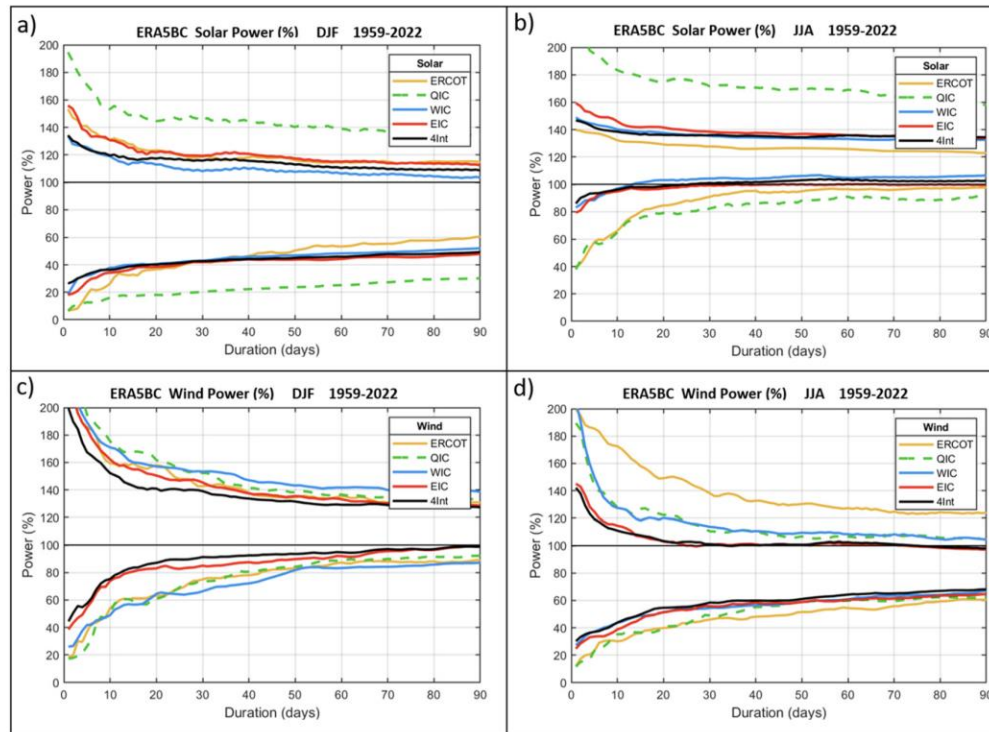 a)
ERA5BC Solar Power (%) DJF 1959-2022
Power (%)
200
180
160
140
120
100
80
60
40
20
0
Solar
ERCOT
QIC
WIC
EIC
4Int
0 10 20 30 40 50 60 70 80 90
Duration (days)
b)
ERA5BC Solar Power (%) JJA 1959-2022
Power (%)
200
180
160
140
120
100
80
60
40
20
0
Solar
ERCOT
QIC
WIC
EIC
4Int
0 10 20 30 40 50 60 70 80 90
Duration (days)
c)
ERA5BC Wind Power (%) DJF 1959-2022
Power (%)
200
180
160
140
120
100
80
60
40
20
0
Wind
ERCOT
QIC
WIC
EIC
4Int
0 10 20 30 40 50 60 70 80 90
Duration (days)
d)
ERA5BC Wind Power (%) JJA 1959-2022
Power (%)
200
180
160
140
120
100
80
60
40
20
0
Wind
ERCOT
QIC
WIC
EIC
4Int
0 10 20 30 40 50 60 70 80 90
Duration (days)